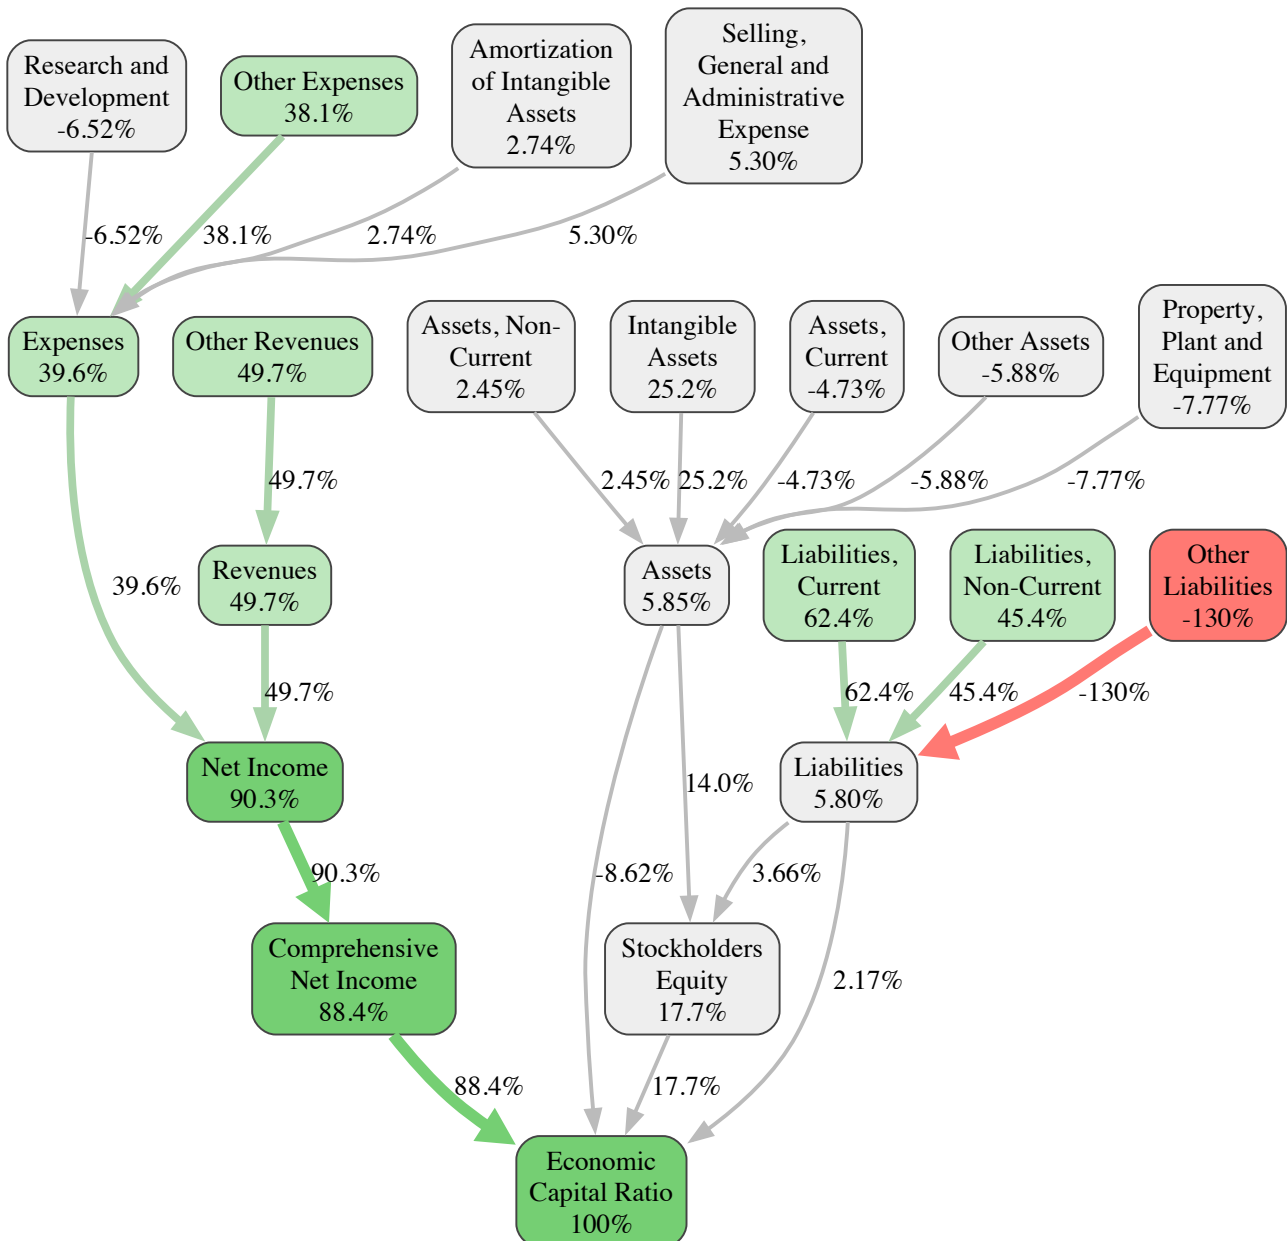 Research and
Development
-6.52%
Other Expenses
38.1%
Amortization
of Intangible
Assets
2.74%
Selling,
General and
Administrative
Expense
5.30%
-6.52%
38.1%
2.74%
5.30%
Expenses
39.6%
Other Revenues
49.7%
Assets, Non-
Current
2.45%
Intangible
Assets
25.2%
Assets,
Current
-4.73%
Other Assets
-5.88%
Property,
Plant and
Equipment
-7.77%
49.7%
2.45%
25.2%
-4.73%
-5.88%
-7.77%
39.6%
Revenues
49.7%
Assets
5.85%
Liabilities,
Current
62.4%
Liabilities,
Non-Current
45.4%
Other
Liabilities
-130%
49.7%
62.4%
45.4%
-130%
Net Income
90.3%
14.0%
Liabilities
5.80%
90.3%
-8.62%
3.66%
Comprehensive
Net Income
88.4%
Stockholders
Equity
17.7%
2.17%
88.4%
17.7%
Economic
Capital Ratio
100%